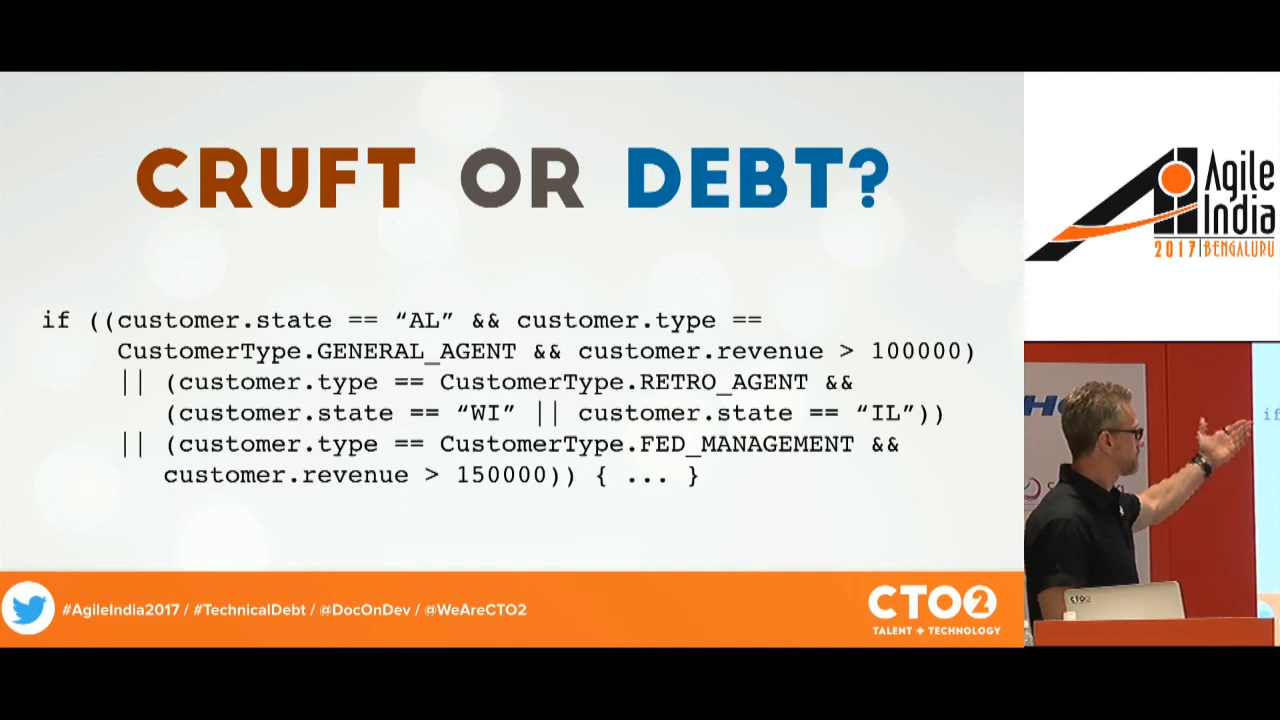 CRUFT OR DEBT?
if ((customer.state == “AL” && customer.type ==
CustomerType.GENERAL_AGENT && customer.revenue > 100000)
|| (customer.type == CustomerType.RETRO_AGENT &&
(customer.state == “WI” || customer.state == “IL”))
|| (customer.type == CustomerType.FED_MANAGEMENT &&
customer.revenue > 150000)) { ... }
#AgileIndia2017 / #TechnicalDebt / @DocOnDev / @WeAreCTO2
CTO2
TALENT + TECHNOLOGY
Agile
India
2017 | BENGALURU
if
CTO2